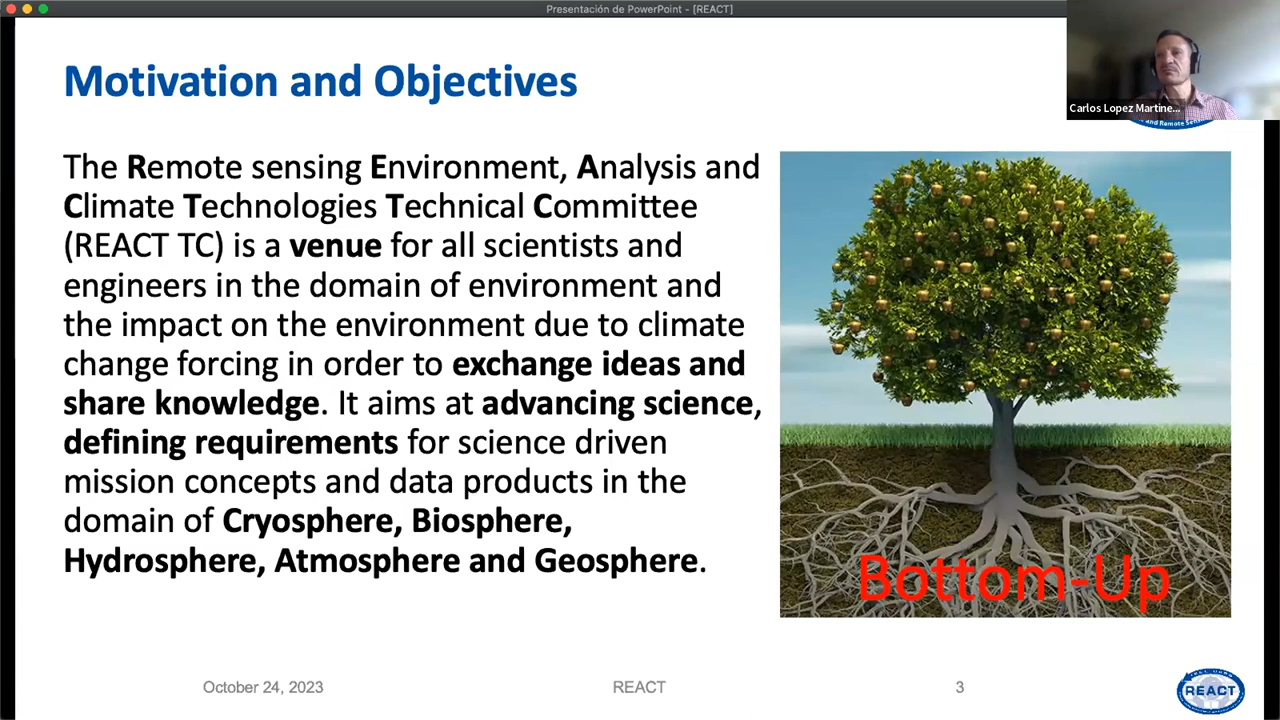 Presentación de PowerPoint - [REACT]
Motivation and Objectives
Carlos Lopez Martine...
The Remote sensing Environment, Analysis and
Climate Technologies Technical Committee
(REACT TC) is a venue for all scientists and
engineers in the domain of environment and
the impact on the environment due to climate
change forcing in order to exchange ideas and
share knowledge. It aims at advancing science,
defining requirements for science driven
mission concepts and data products in the
domain of Cryosphere, Biosphere,
Hydrosphere, Atmosphere and Geosphere.
Bottom-Up
October 24, 2023
REACT
3
REACT